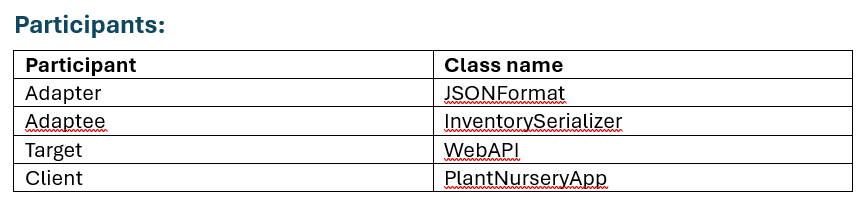 Participants:
Participant Class name
Adapter JSONFormat
Adaptee InventorySerializer
Target WebAPI
Client PlantNurseryApp